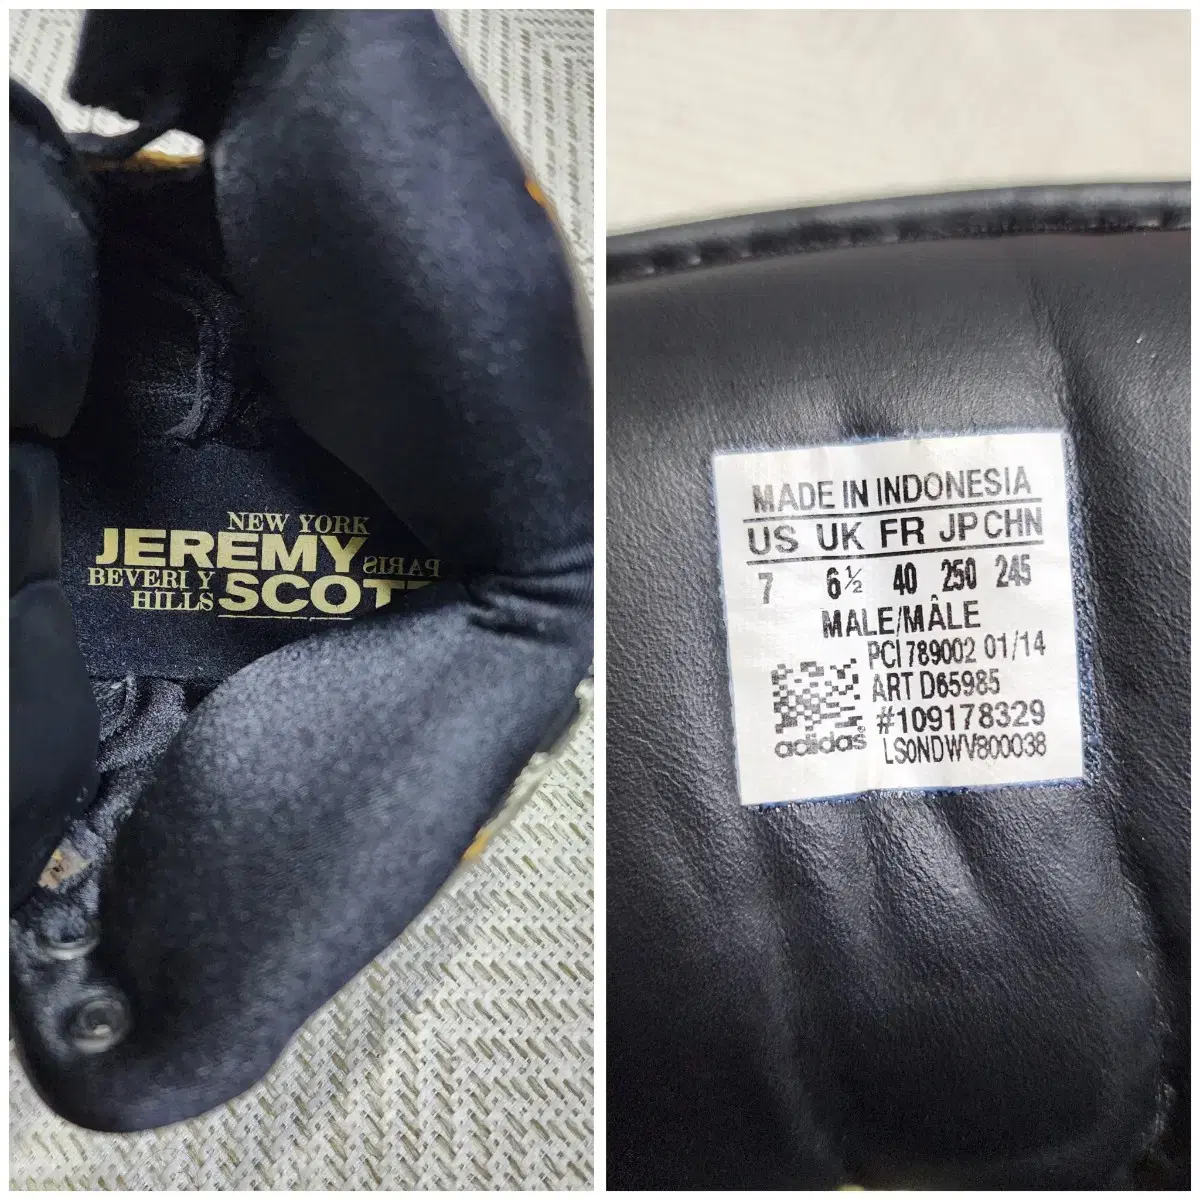 NEW YORK
JEREMY PARIS
BEVERLY
HILLS SCOTT
MADE IN INDONESIA
US UK FR JP CHN
7 6½ 40 250 245
MALE/MÂLE
PCI 789002 01/14
ART D65985
#109178329
adidas LS0NDWV800038